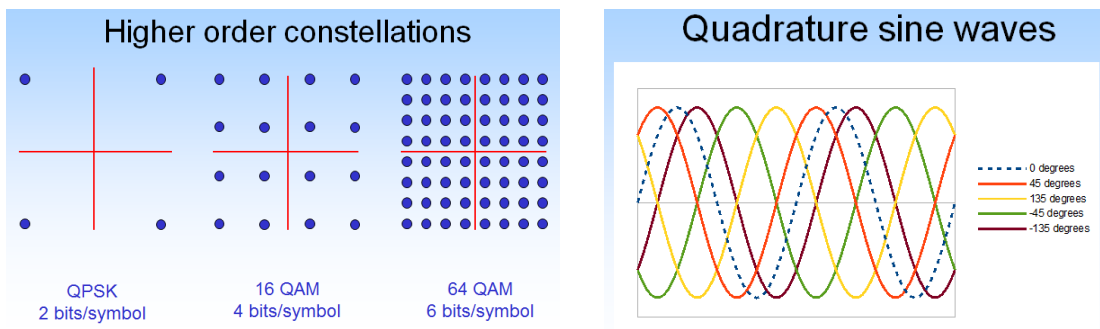 Higher order constellations
QPSK
2 bits/symbol
16 QAM
4 bits/symbol
64 QAM
6 bits/symbol
Quadrature sine waves
0 degrees
45 degrees
135 degrees
-45 degrees
-135 degrees